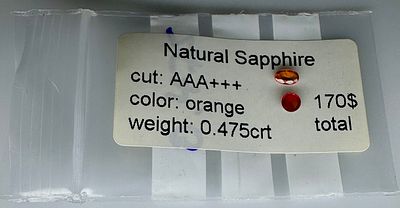 Natural Sapphire
cut: AAA+++
color: orange
weight: 0.475crt
170$
total